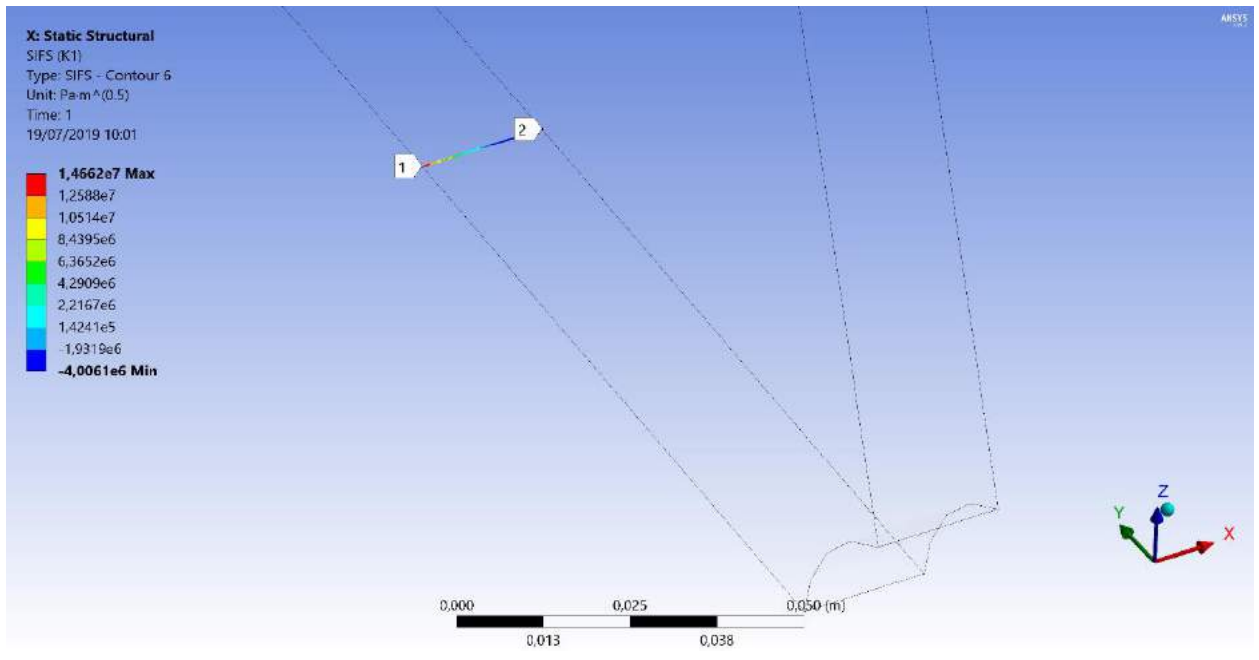 ANSYS
X: Static Structural
SIFS (K1)
Type: SIFS - Contour 6
Unit: Pa·m^(0.5)
Time: 1
19/07/2019 10:01
1,4662e7 Max
1,2588e7
1,0514e7
8,4395e6
6,3652e6
4,2909e6
2,2167e6
1,4241e5
-1,9319e6
-4,0061e6 Min
1
2
Z
Y
X
0,000
0,025
0,050 (m)
0,013
0,038